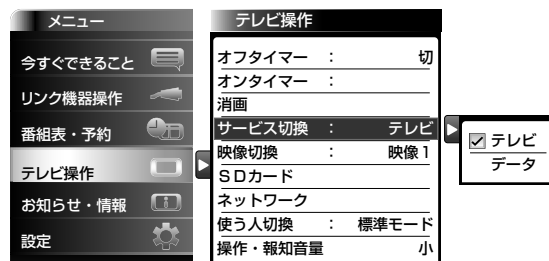 メニュー
今すぐできること
リンク機器操作
番組表・予約
テレビ操作
お知らせ・情報
設定
テレビ操作
オフタイマー : 切
オンタイマー :
消画
サービス切換 : テレビ
映像切換 : 映像1
SDカード
ネットワーク
使う人切換 : 標準モード
操作・報知音量 小
テレビ
データ